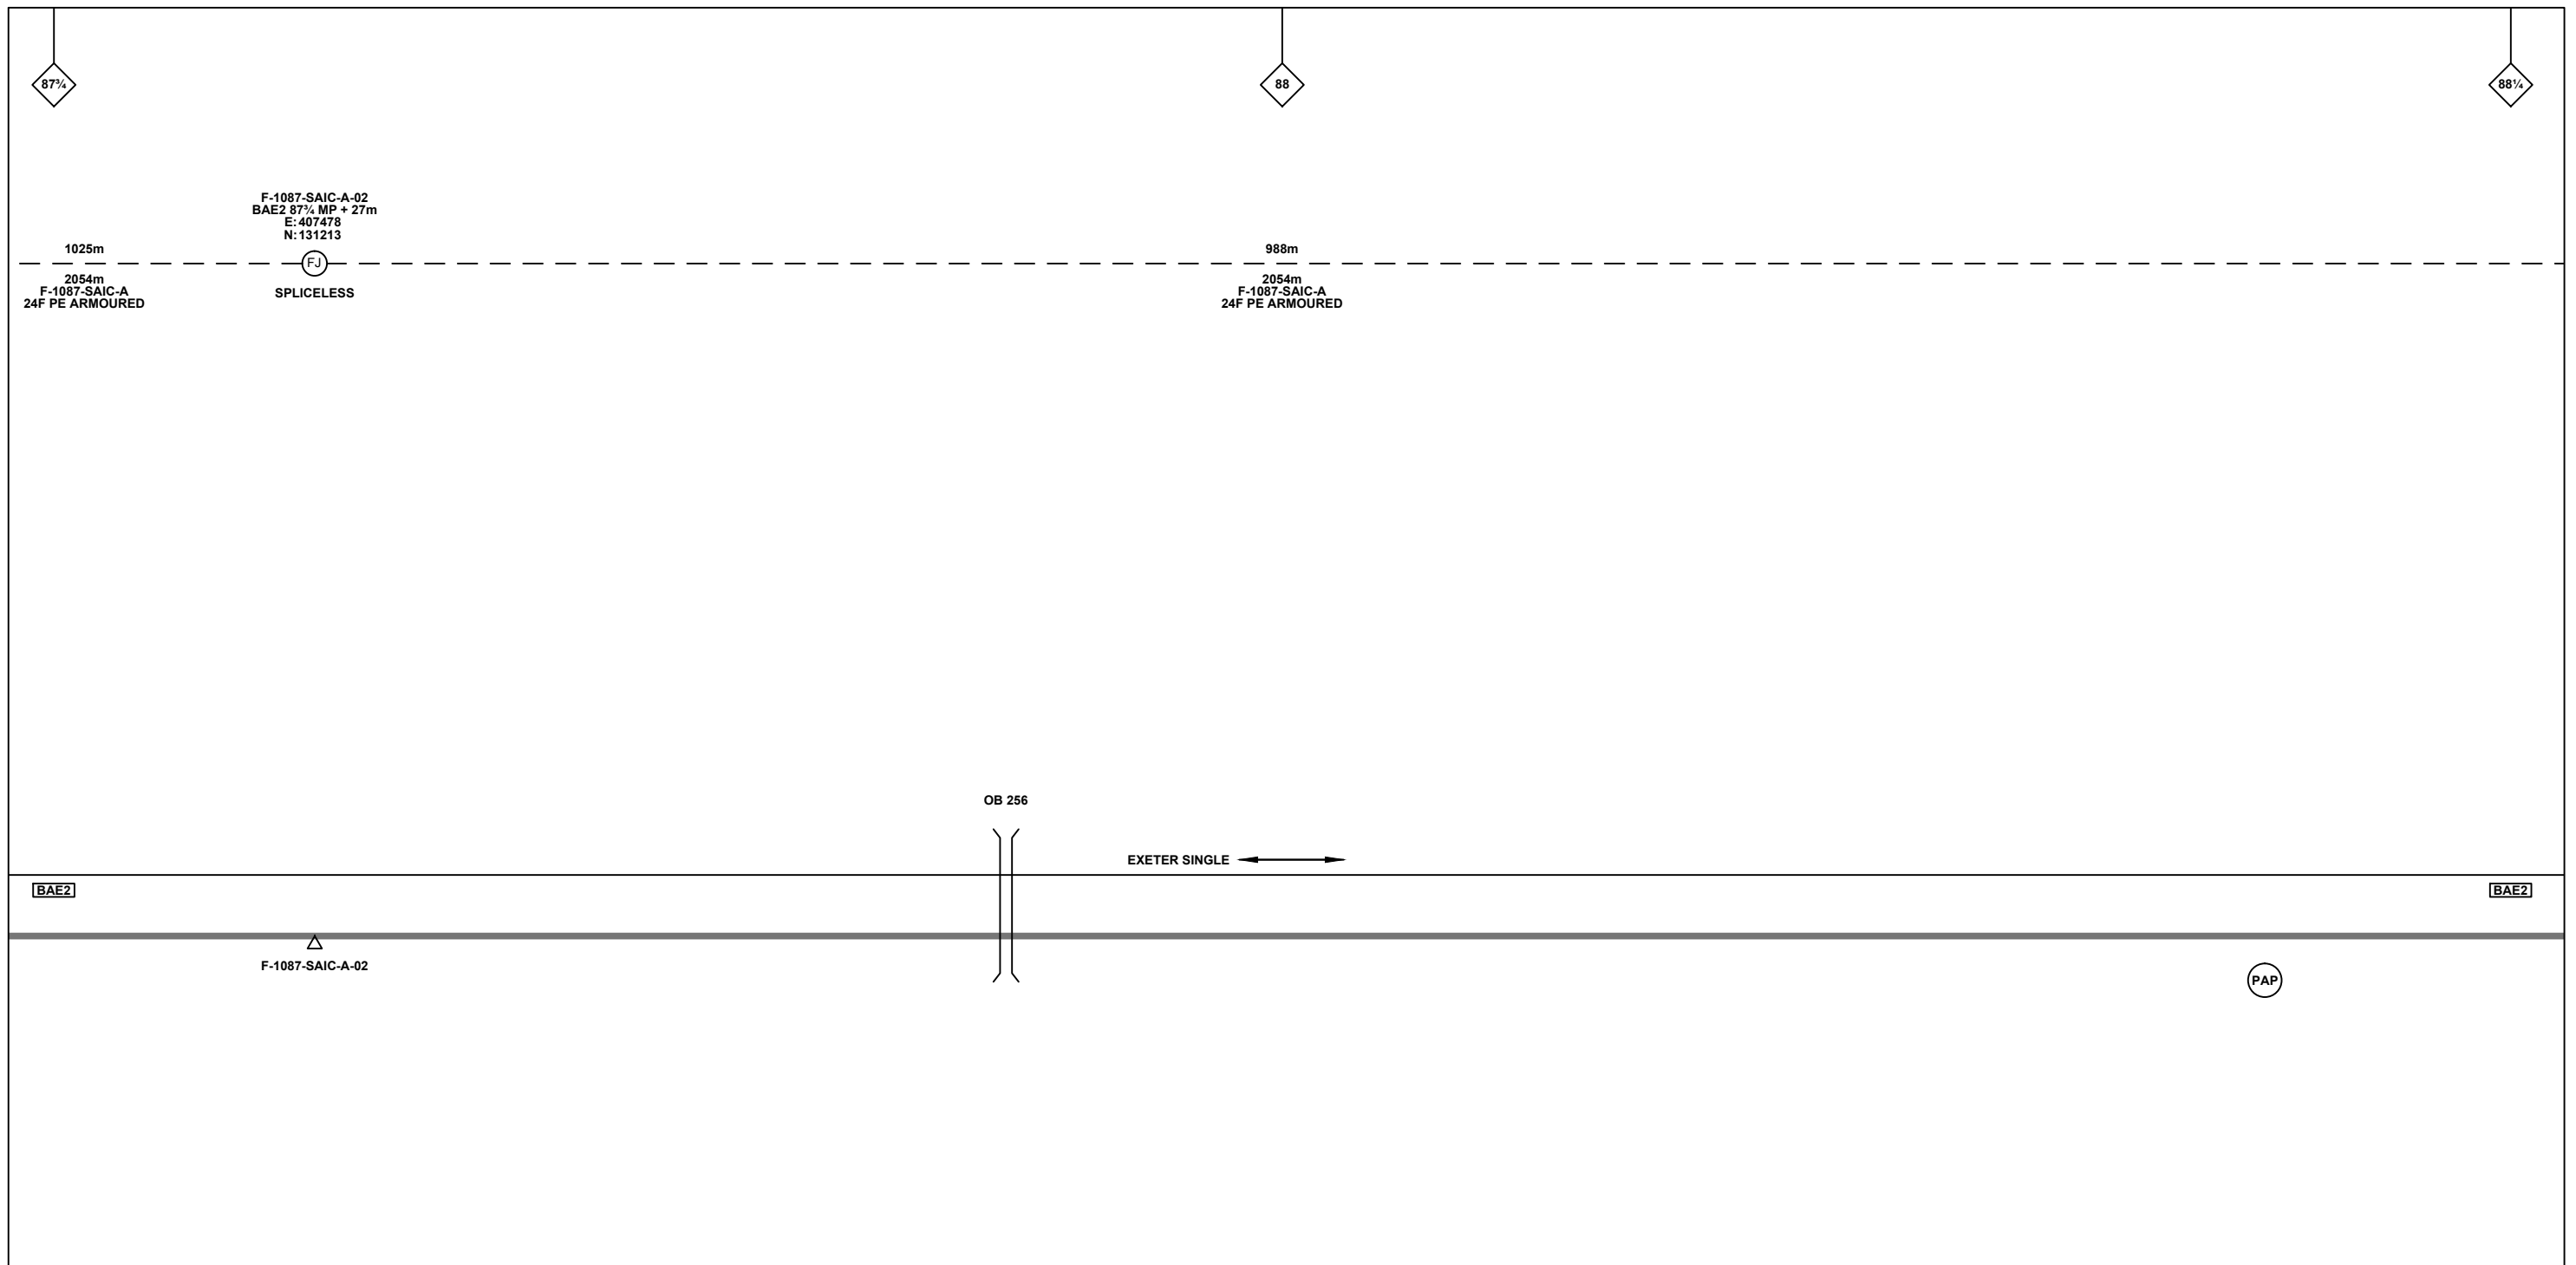 87¾
88
88¼
F-1087-SAIC-A-02
BAE2 87¾ MP + 27m
E: 407478
N: 131213
1025m
FJ
988m
2054m
F-1087-SAIC-A
24F PE ARMOURED
SPLICELESS
2054m
F-1087-SAIC-A
24F PE ARMOURED
OB 256
EXETER SINGLE
BAE2
BAE2
F-1087-SAIC-A-02
PAP